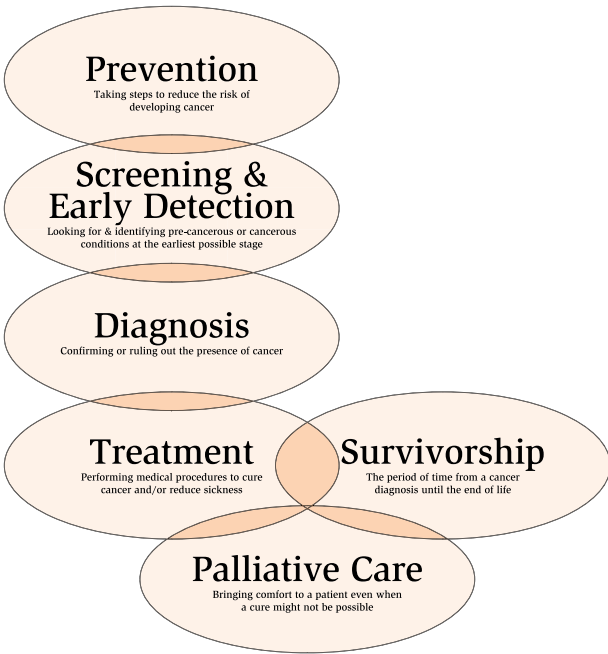 Prevention
Taking steps to reduce the risk of
developing cancer
Screening &
Early Detection
Looking for & identifying pre-cancerous or cancerous
conditions at the earliest possible stage
Diagnosis
Confirming or ruling out the presence of cancer
Treatment
Performing medical procedures to cure
cancer and/or reduce sickness
Survivorship
The period of time from a cancer
diagnosis until the end of life
Palliative Care
Bringing comfort to a patient even when
a cure might not be possible